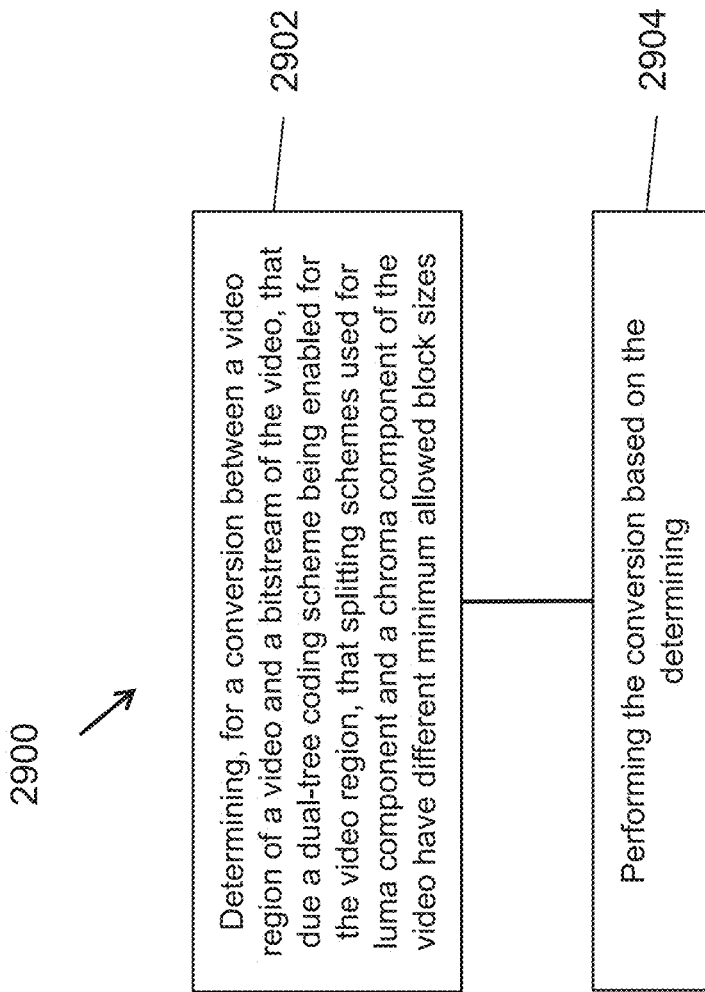 2900
Determining, for a conversion between a video
region of a video and a bitstream of the video, that
due a dual-tree coding scheme being enabled for
the video region, that splitting schemes used for
luma component and a chroma component of the
video have different minimum allowed block sizes
2902
Performing the conversion based on the
determining
2904